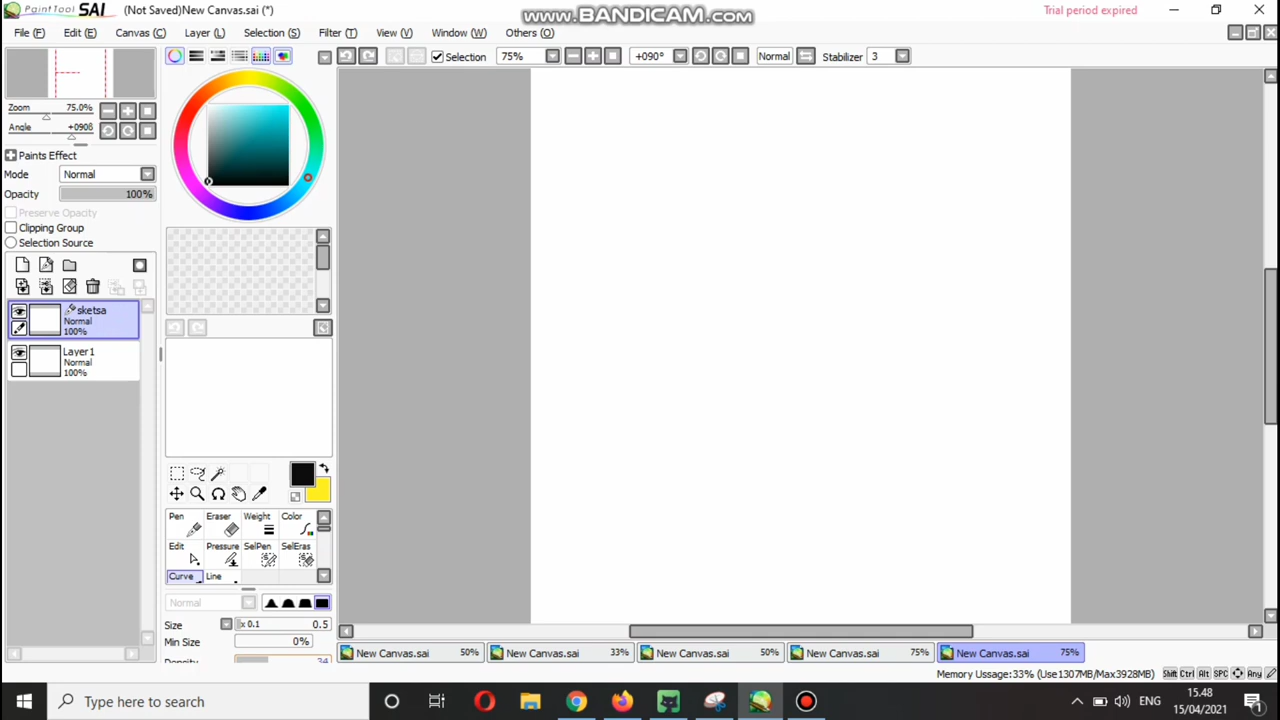 www.BANDICAM.com
PaintTool SAI (Not Saved)New Canvas.sai (*) Trial period expired
File (F) Edit (E) Canvas (C) Layer (L) Selection (S) Filter (T) View (V) Window (W) Others (O)
Selection 75% +090° Normal Stabilizer 3
Zoom 75.0%
Angle +090ß
Paints Effect
Mode Normal
Opacity 100%
Preserve Opacity
Clipping Group
Selection Source
sketsa
Normal
100%
Layer1
Normal
100%
Pen Eraser Weight Color
Edit Pressure SelPen SelEras
Curve Line
Normal
Size x 0.1 0.5
Min Size 0%
Density 34
New Canvas.sai 50% New Canvas.sai 33% New Canvas.sai 50% New Canvas.sai 75% New Canvas.sai 75%
Memory Ussage:33% (Use1307MB/Max3928MB) Shift Ctrl Alt SPC Any
Type here to search ENG 15.48
15/04/2021 1